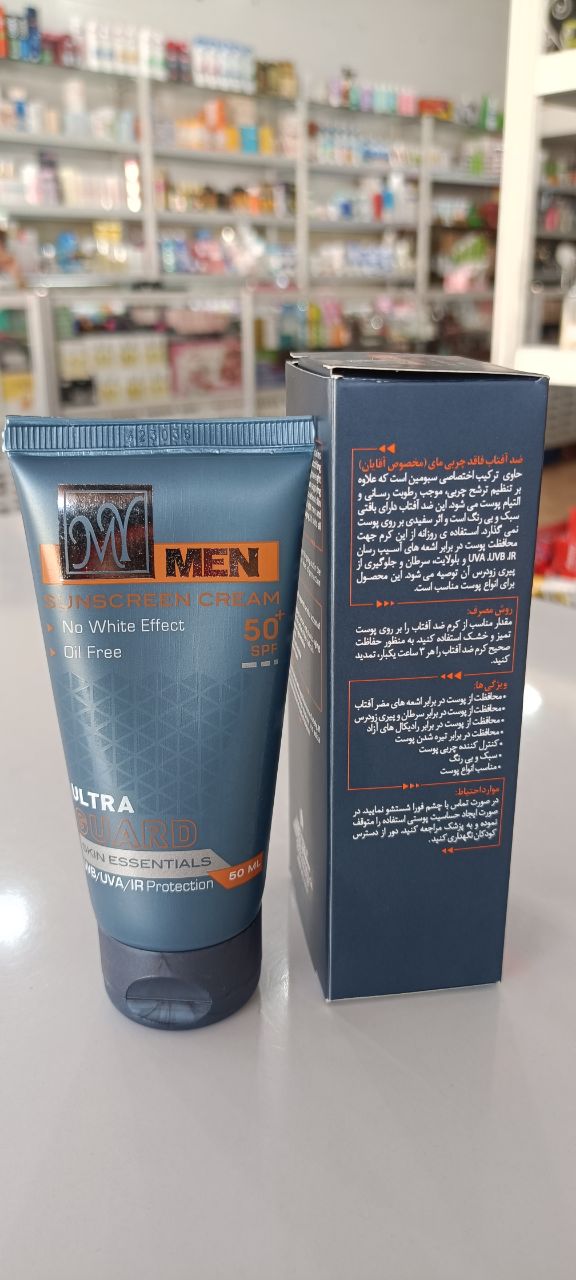 423036
MY
MEN
SUNSCREEN CREAM
No White Effect
Oil Free
50+
SPF
ULTRA
GUARD
SKIN ESSENTIALS
50 ML
UVB/UVA/IR Protection
ضد آفتاب فاقد چربی مای (مخصوص آقایان)
حاوی ترکیب اختصاصی سبومین است که علاوه
بر تنظیم ترشح چربی، موجب رطوبت رسانی و
التیام پوست می شود. این ضد آفتاب دارای بافتی
سبک و بی رنگ است و اثر سفیدی بر روی پوست
نمی گذارد. استفاده ی روزانه از این کرم جهت
محافظت پوست در برابر اشعه های آسیب رسان
UVA ،UVB ،IR و بلولایت، سرطان و جلوگیری از
پیری زودرس آن توصیه می شود. این محصول
برای انواع پوست مناسب است.
روش مصرف:
مقدار مناسب از کرم ضد آفتاب را بر روی پوست
تمیز و خشک استفاده کنید. به منظور حفاظت
صحیح کرم ضد آفتاب را هر ۳ ساعت یکبار، تمدید
کنید.
ویژگی ها:
•محافظت از پوست در برابر اشعه های مضر آفتاب
•محافظت از پوست در برابر سرطان و پیری زودرس
•محافظت از پوست در برابر رادیکال های آزاد
•محافظت در برابر تیره شدن پوست
•کنترل کننده چربی پوست
•سبک و بی رنگ
•مناسب انواع پوست
موارد احتیاط:
در صورت تماس با چشم فورا شستشو نمایید. در
صورت ایجاد حساسیت پوستی استفاده را متوقف
نموده و به پزشک مراجعه کنید. دور از دسترس
کودکان نگهداری کنید.